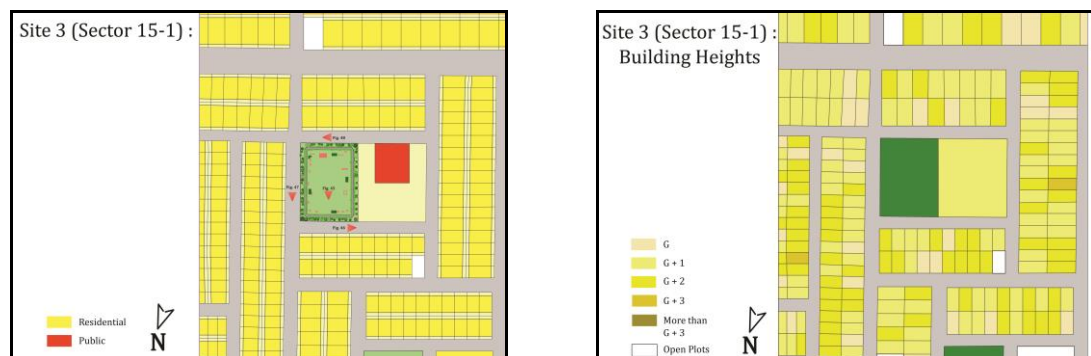 Site 3 (Sector 15-1) :
Residential
Public
N
Site 3 (Sector 15-1) :
Building Heights
G
G + 1
G + 2
G + 3
More than
G + 3
Open Plots
N